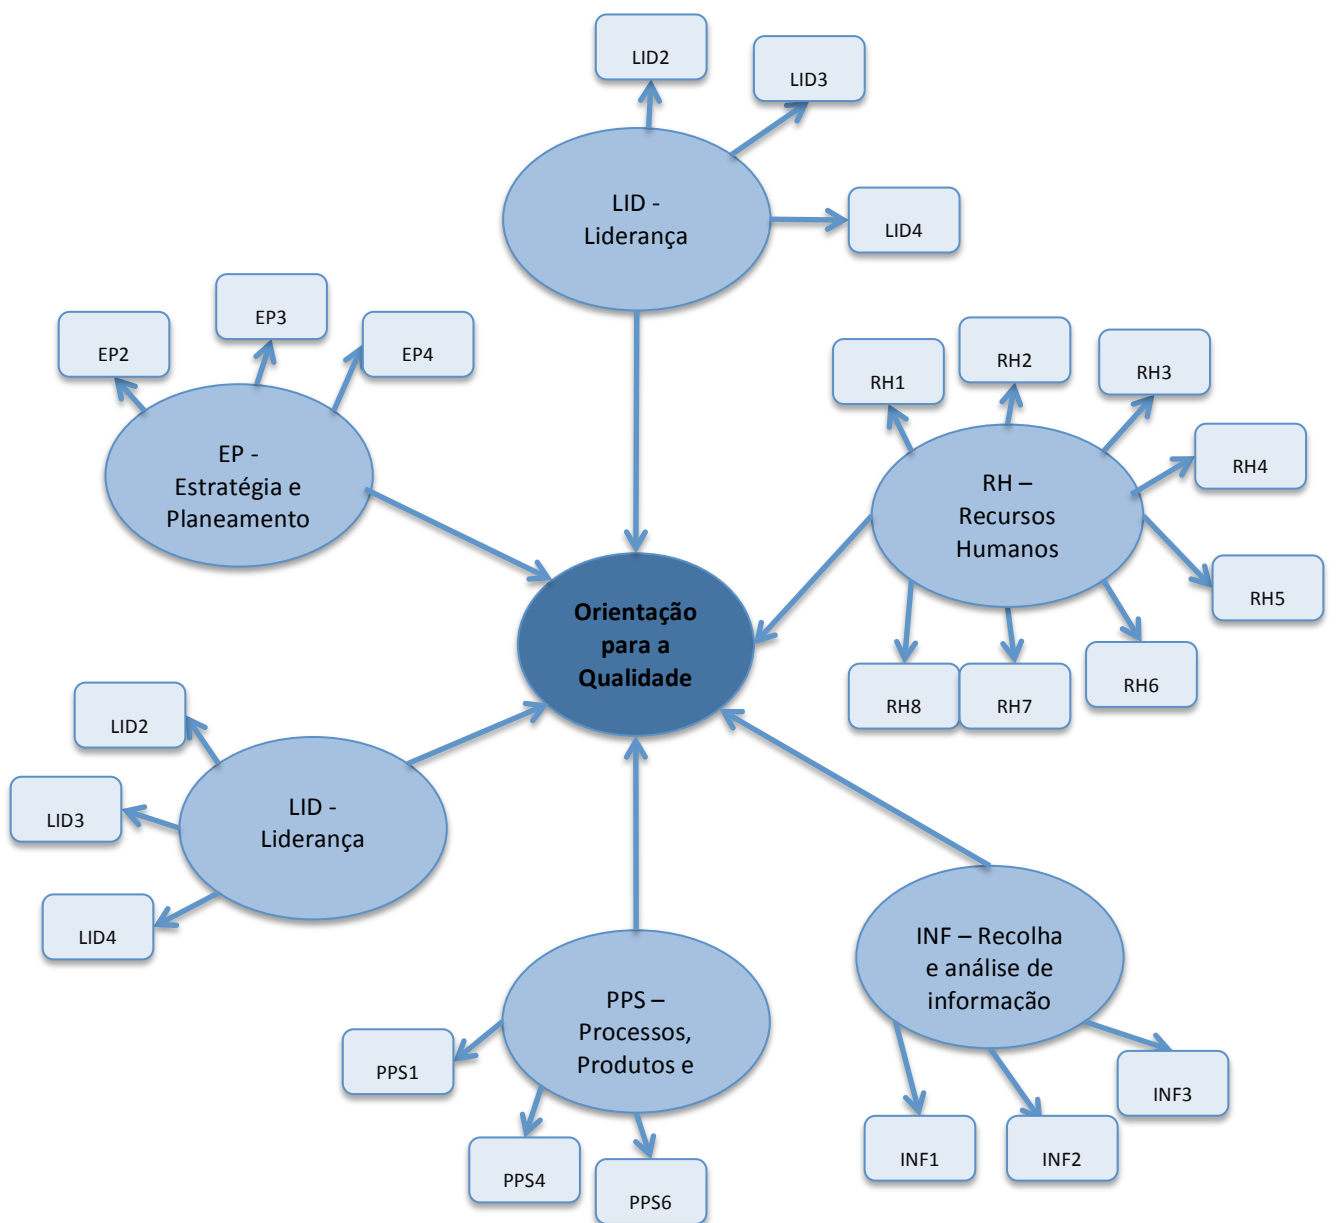 LID2
LID3
LID -
Liderança
LID4
EP2
EP3
EP4
EP -
Estratégia e
Planeamento
RH1
RH2
RH3
RH4
RH –
Recursos
Humanos
RH5
RH6
RH7
RH8
Orientação
para a
Qualidade
LID2
LID3
LID4
LID -
Liderança
PPS –
Processos,
Produtos e
PPS1
PPS4
PPS6
INF – Recolha
e análise de
informação
INF1
INF2
INF3